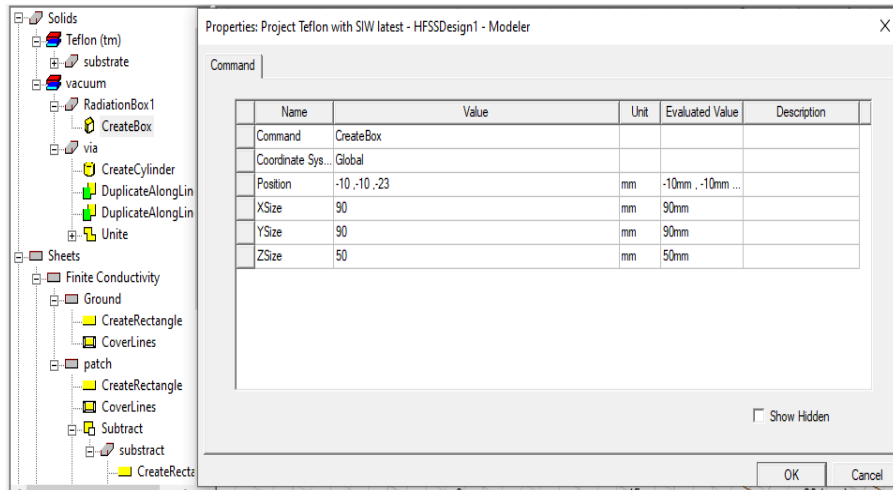 Solids
Teflon (tm)
substrate
vacuum
RadiationBox1
CreateBox
via
CreateCylinder
DuplicateAlongLin
DuplicateAlongLin
Unite
Sheets
Finite Conductivity
Ground
CreateRectangle
CoverLines
patch
CreateRectangle
CoverLines
Subtract
substract
CreateRecta
Properties: Project Teflon with SIW latest - HFSSDesign1 - Modeler
Command
Name Value Unit Evaluated Value Description
Command CreateBox
Coordinate Sys... Global
Position -10 ,-10 ,-23 mm -10mm , -10mm ...
XSize 90 mm 90mm
YSize 90 mm 90mm
ZSize 50 mm 50mm
Show Hidden
OK Cancel